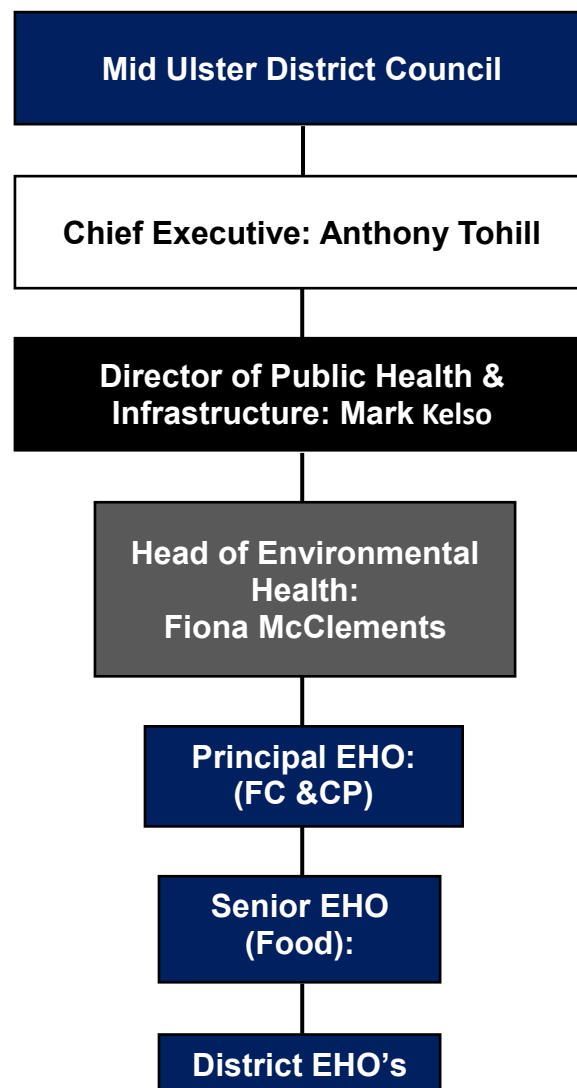 Mid Ulster District Council
Chief Executive: Anthony Tohill
Director of Public Health &
Infrastructure: Mark Kelso
Head of Environmental
Health:
Fiona McClements
Principal EHO:
(FC &CP)
Senior EHO
(Food):
District EHO’s